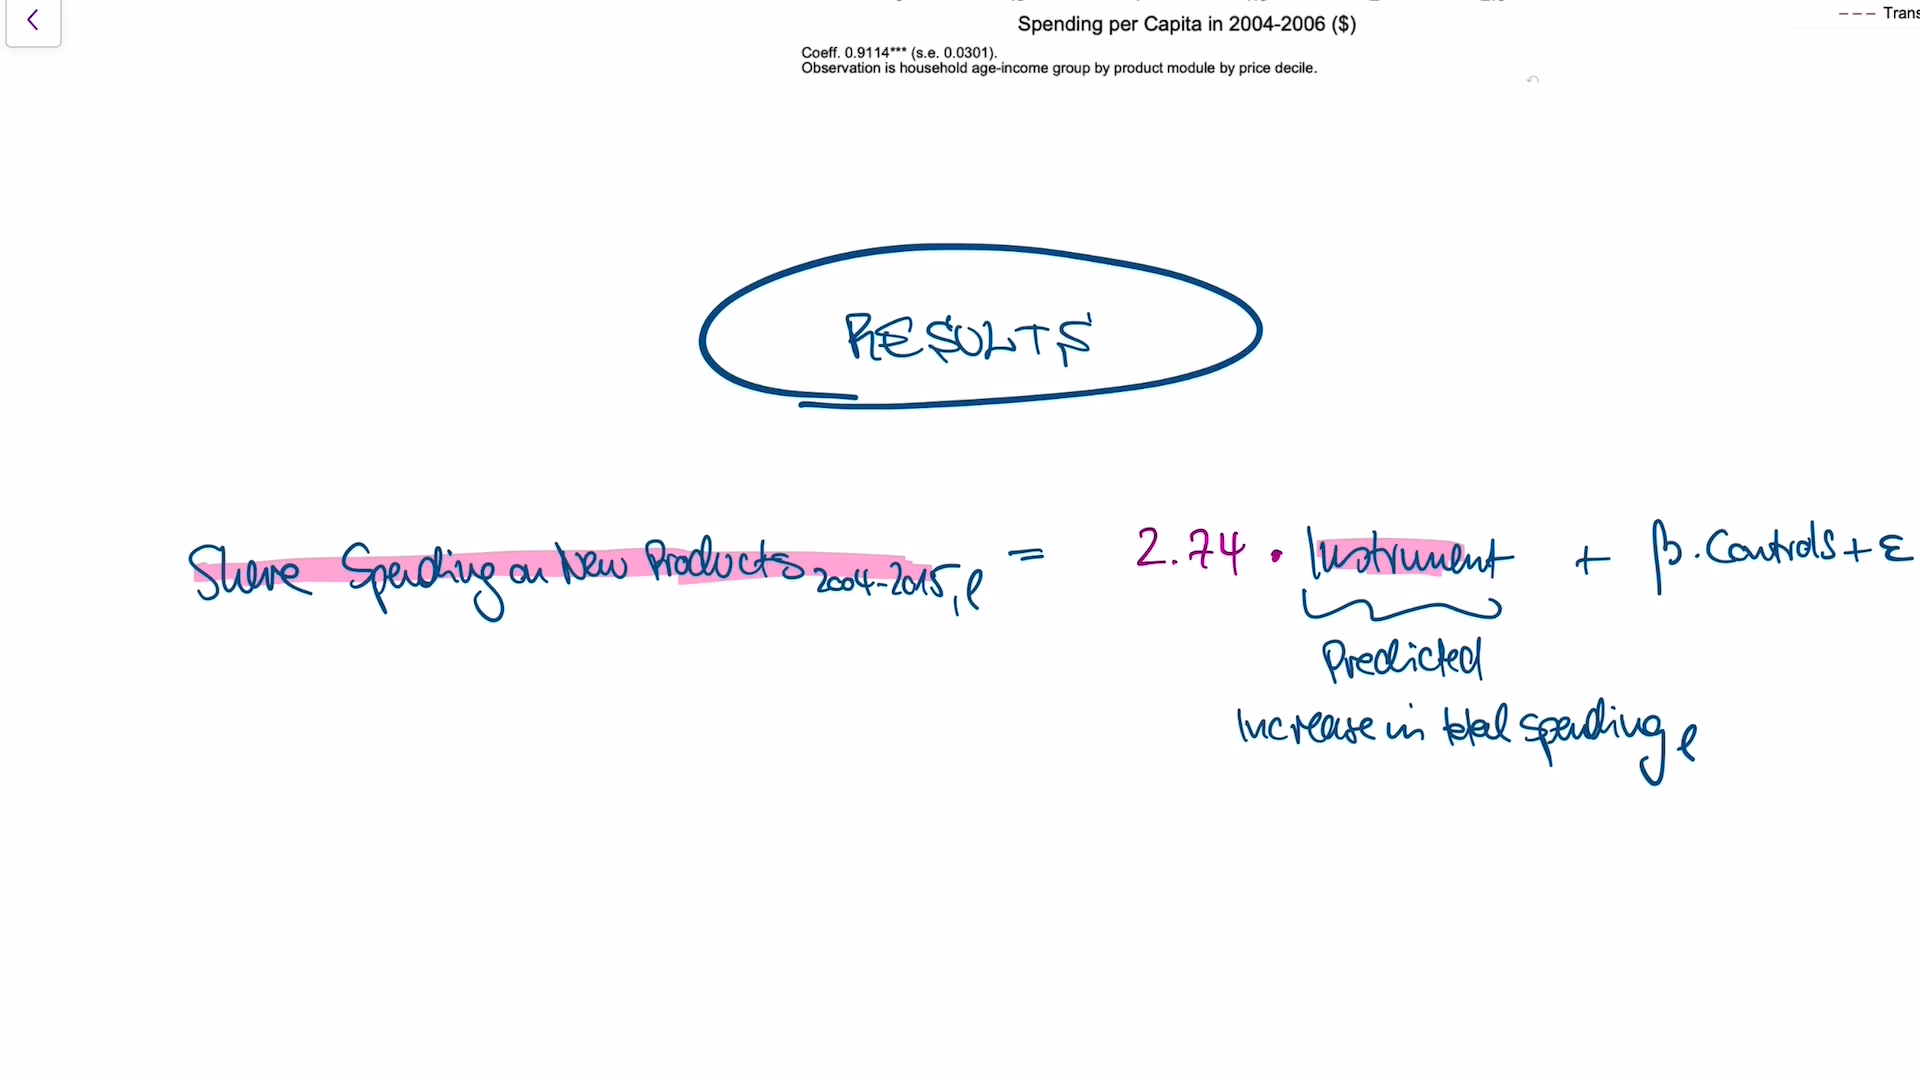 Spending per Capita in 2004-2006 ($)
Trans
Coeff. 0.9114*** (s.e. 0.0301).
Observation is household age-income group by product module by price decile.
RESULTS
Share Spending on New Products 2004-2015, l = 2.74 · Instrument + β · Controls + ε
Predicted
Increase in total spending l